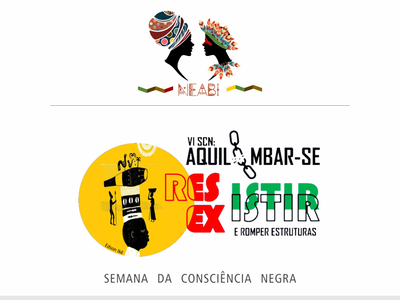 NEABI
VI SCN:
AQUILOMBAR-SE
RES
EX
ISTIR
E ROMPER ESTRUTURAS
SEMANA DA CONSCIÊNCIA NEGRA